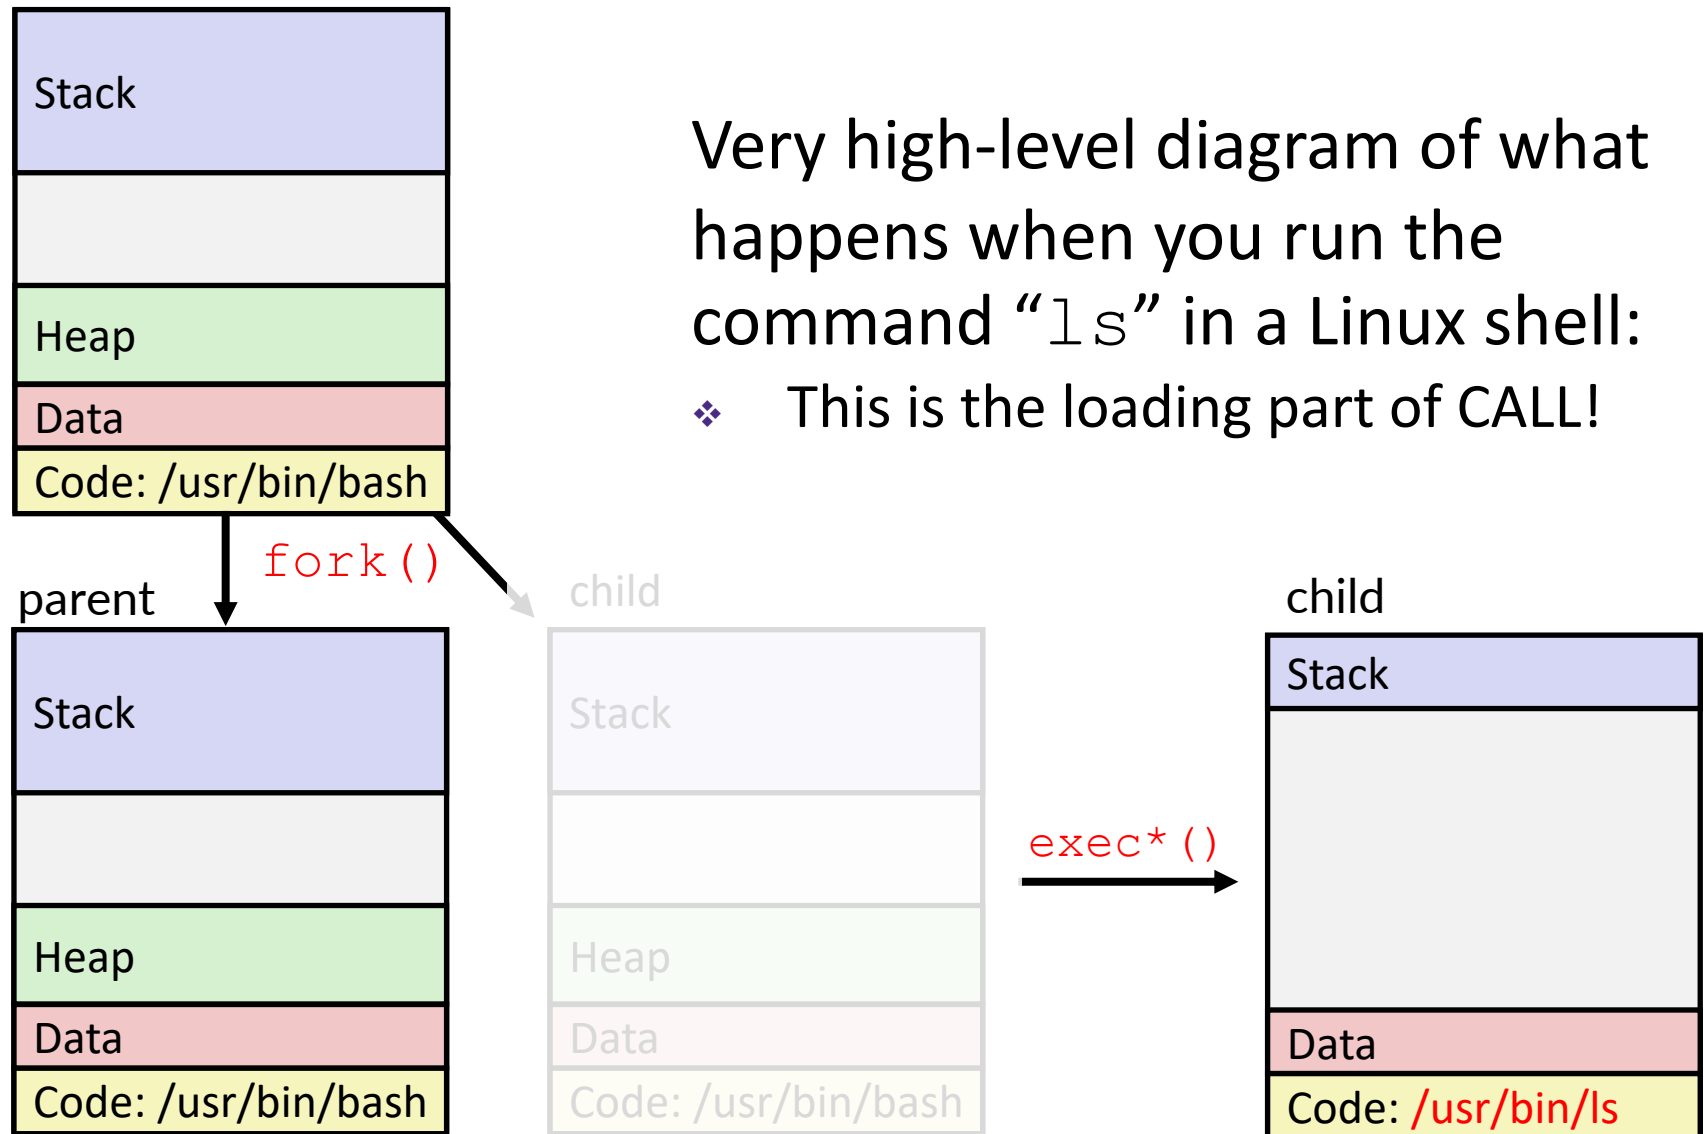 Stack
Heap
Data
Code: /usr/bin/bash
Very high-level diagram of what
happens when you run the
command “ls” in a Linux shell:
❖ This is the loading part of CALL!
fork()
parent
Stack
Heap
Data
Code: /usr/bin/bash
child
Stack
Heap
Data
Code: /usr/bin/bash
exec*()
child
Stack
Data
Code: /usr/bin/ls